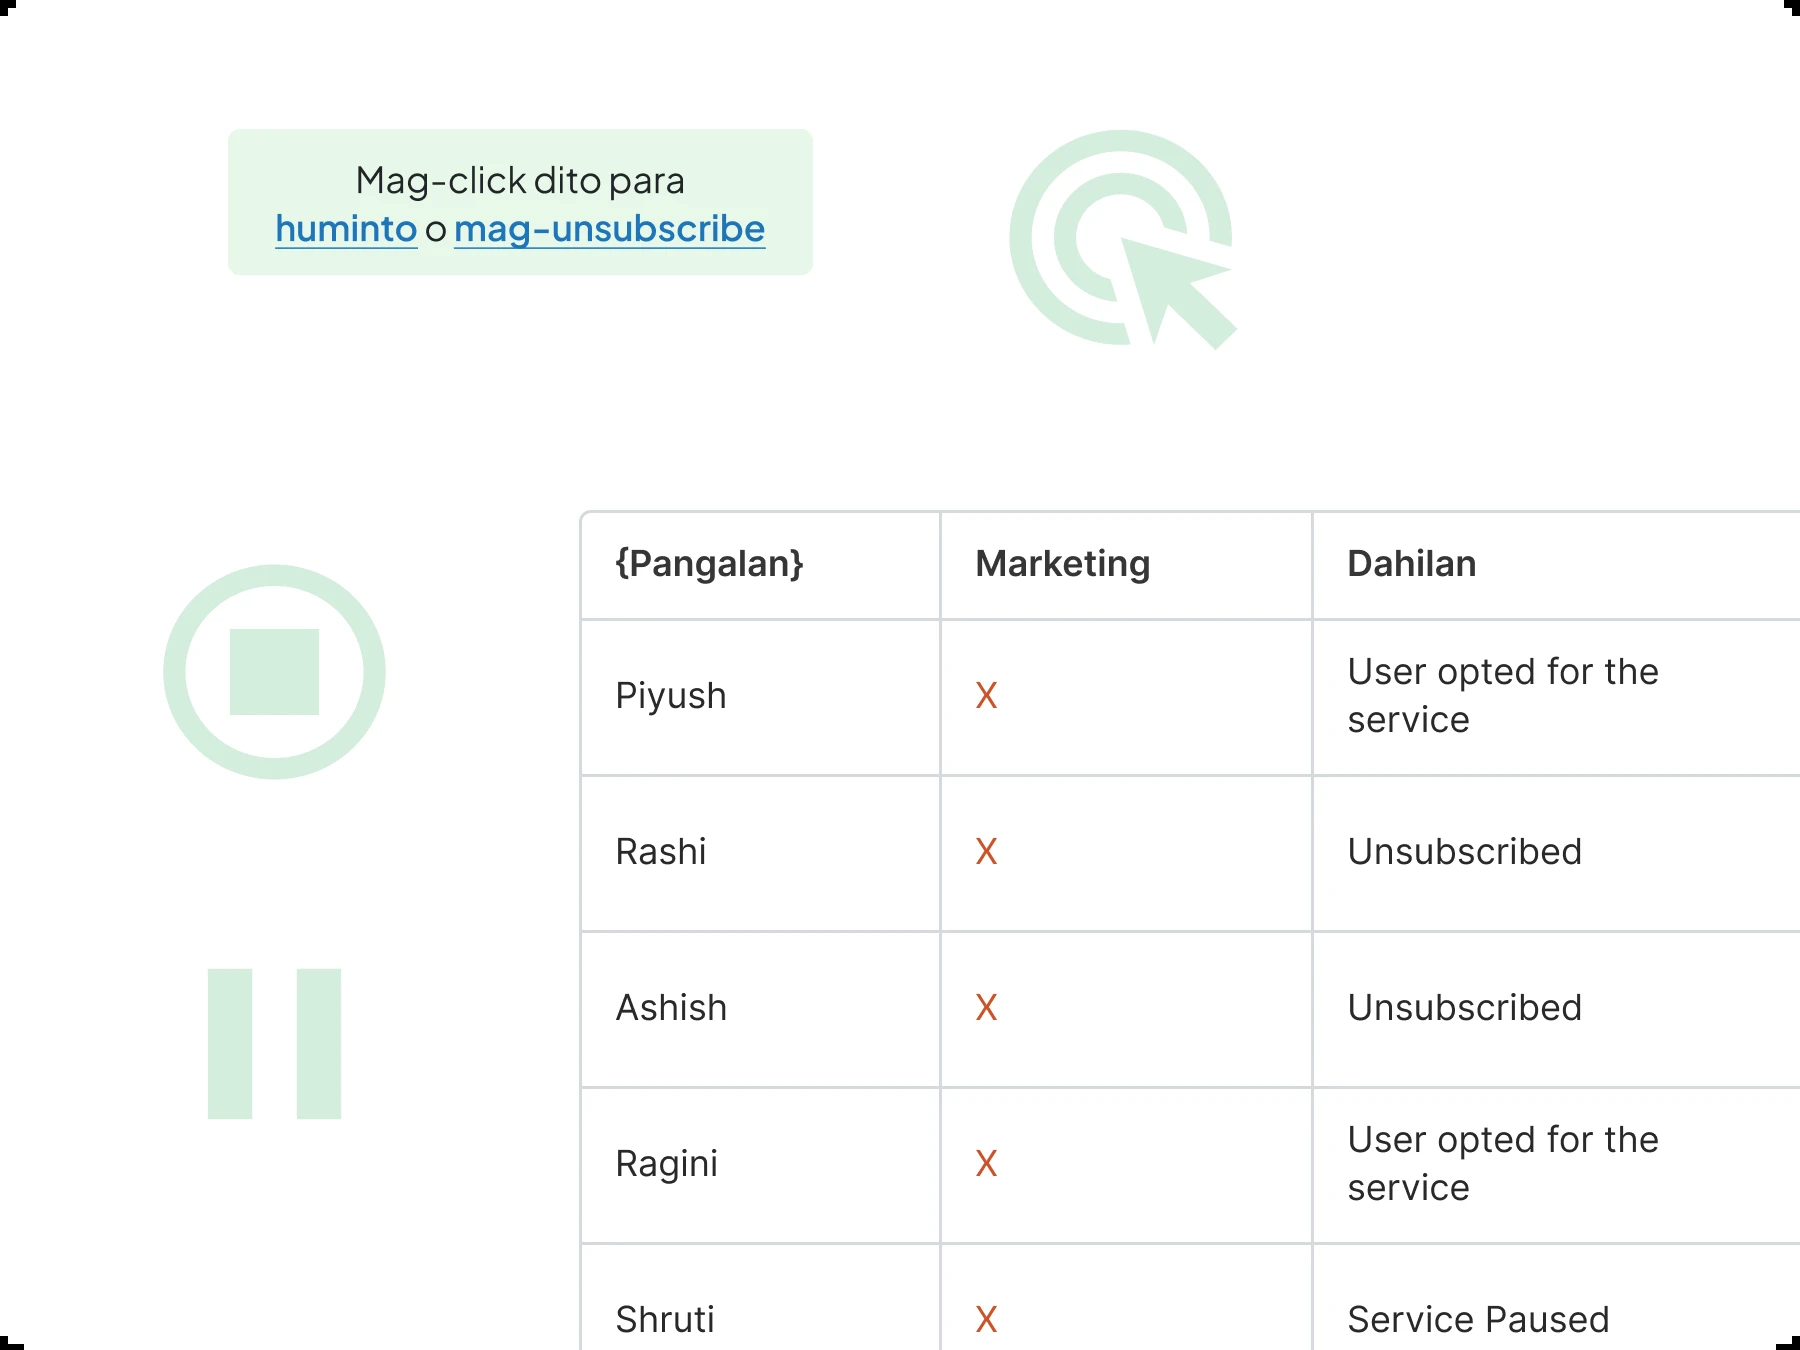 Mag-click dito para
huminto o mag-unsubscribe
{Pangalan} Marketing Dahilan
Piyush X User opted for the
service
Rashi X Unsubscribed
Ashish X Unsubscribed
Ragini X User opted for the
service
Shruti X Service Paused